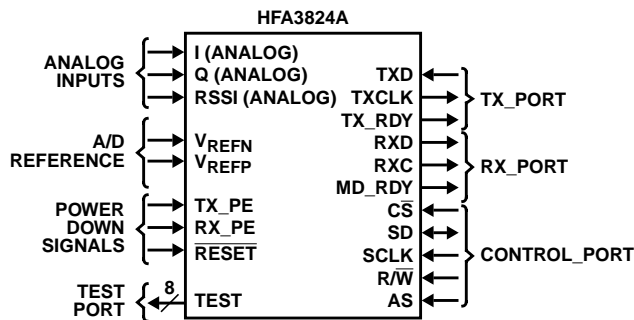 HFA3824A
ANALOG
INPUTS
I (ANALOG)
Q (ANALOG)
RSSI (ANALOG)
A/D
REFERENCE
VREFN
VREFP
POWER
DOWN
SIGNALS
TX_PE
RX_PE
R̅E̅S̅E̅T̅
TEST
PORT
8
TEST
TXD
TXCLK
TX_RDY
TX_PORT
RXD
RXC
MD_RDY
RX_PORT
CS̅
SD
SCLK
R/W̅
AS
CONTROL_PORT